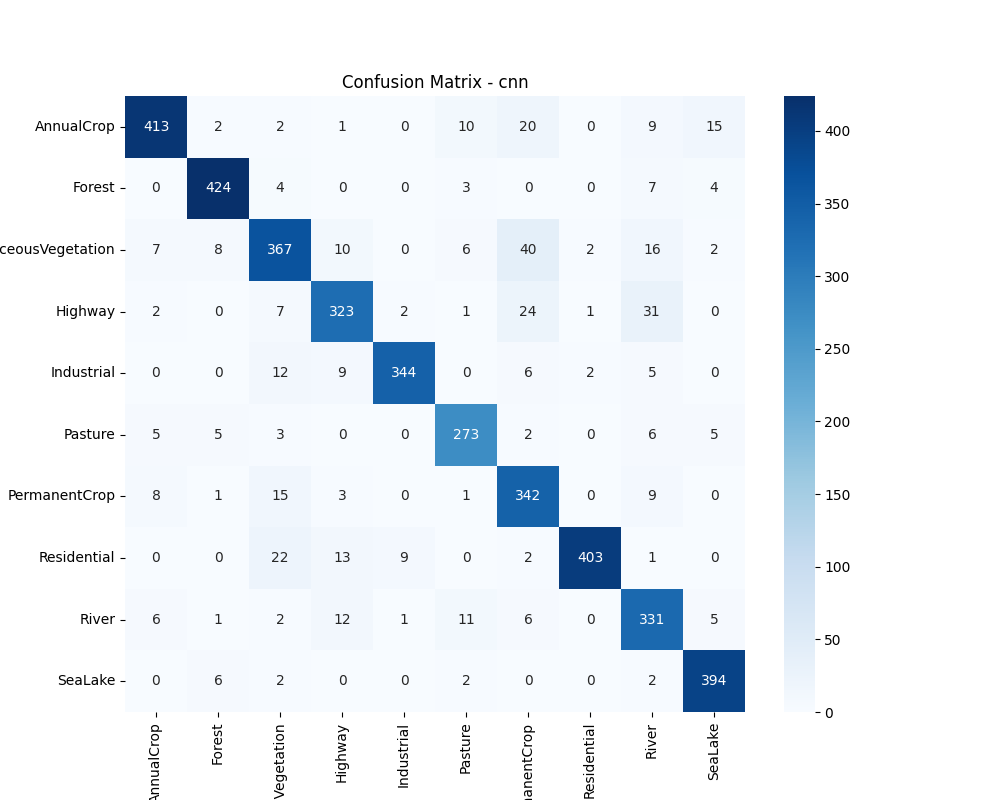 Confusion Matrix - cnn
AnnualCrop 413 2 2 1 0 10 20 0 9 15
Forest 0 424 4 0 0 3 0 0 7 4
ceousVegetation 7 8 367 10 0 6 40 2 16 2
Highway 2 0 7 323 2 1 24 1 31 0
Industrial 0 0 12 9 344 0 6 2 5 0
Pasture 5 5 3 0 0 273 2 0 6 5
PermanentCrop 8 1 15 3 0 1 342 0 9 0
Residential 0 0 22 13 9 0 2 403 1 0
River 6 1 2 12 1 11 6 0 331 5
SeaLake 0 6 2 0 0 2 0 0 2 394
AnnualCrop
Forest
Vegetation
Highway
Industrial
Pasture
nanentCrop
Residential
River
SeaLake
400
350
300
250
200
150
100
50
0